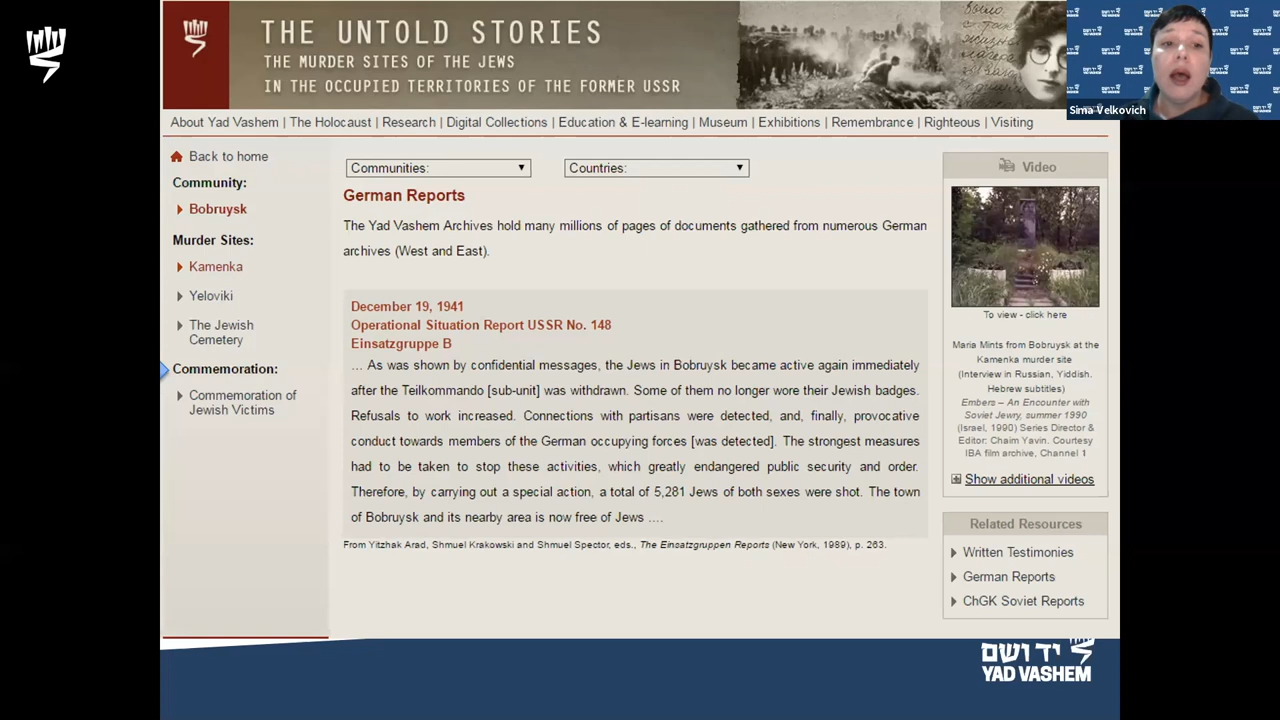 THE UNTOLD STORIES
THE MURDER SITES OF THE JEWS
IN THE OCCUPIED TERRITORIES OF THE FORMER USSR
Sima Velkovich
About Yad Vashem | The Holocaust | Research | Digital Collections | Education & E-learning | Museum | Exhibitions | Remembrance | Righteous | Visiting
Back to home
Community:
Bobruysk
Murder Sites:
Kamenka
Yeloviki
The Jewish
Cemetery
Commemoration:
Commemoration of
Jewish Victims
Communities:
Countries:
German Reports
The Yad Vashem Archives hold many millions of pages of documents gathered from numerous German
archives (West and East).
December 19, 1941
Operational Situation Report USSR No. 148
Einsatzgruppe B
… As was shown by confidential messages, the Jews in Bobruysk became active again immediately
after the Teilkommando [sub-unit] was withdrawn. Some of them no longer wore their Jewish badges.
Refusals to work increased. Connections with partisans were detected, and, finally, provocative
conduct towards members of the German occupying forces [was detected]. The strongest measures
had to be taken to stop these activities, which greatly endangered public security and order.
Therefore, by carrying out a special action, a total of 5,281 Jews of both sexes were shot. The town
of Bobruysk and its nearby area is now free of Jews ….
From Yitzhak Arad, Shmuel Krakowski and Shmuel Spector, eds., The Einsatzgruppen Reports (New York, 1989), p. 263.
Video
To view - click here
Maria Mints from Bobruysk at the
Kamenka murder site
(Interview in Russian, Yiddish.
Hebrew subtitles)
Embers – An Encounter with
Soviet Jewry, summer 1990
(Israel, 1990) Series Director &
Editor: Chaim Yavin. Courtesy
IBA film archive, Channel 1
Show additional videos
Related Resources
Written Testimonies
German Reports
ChGK Soviet Reports
יד ושם
YAD VASHEM